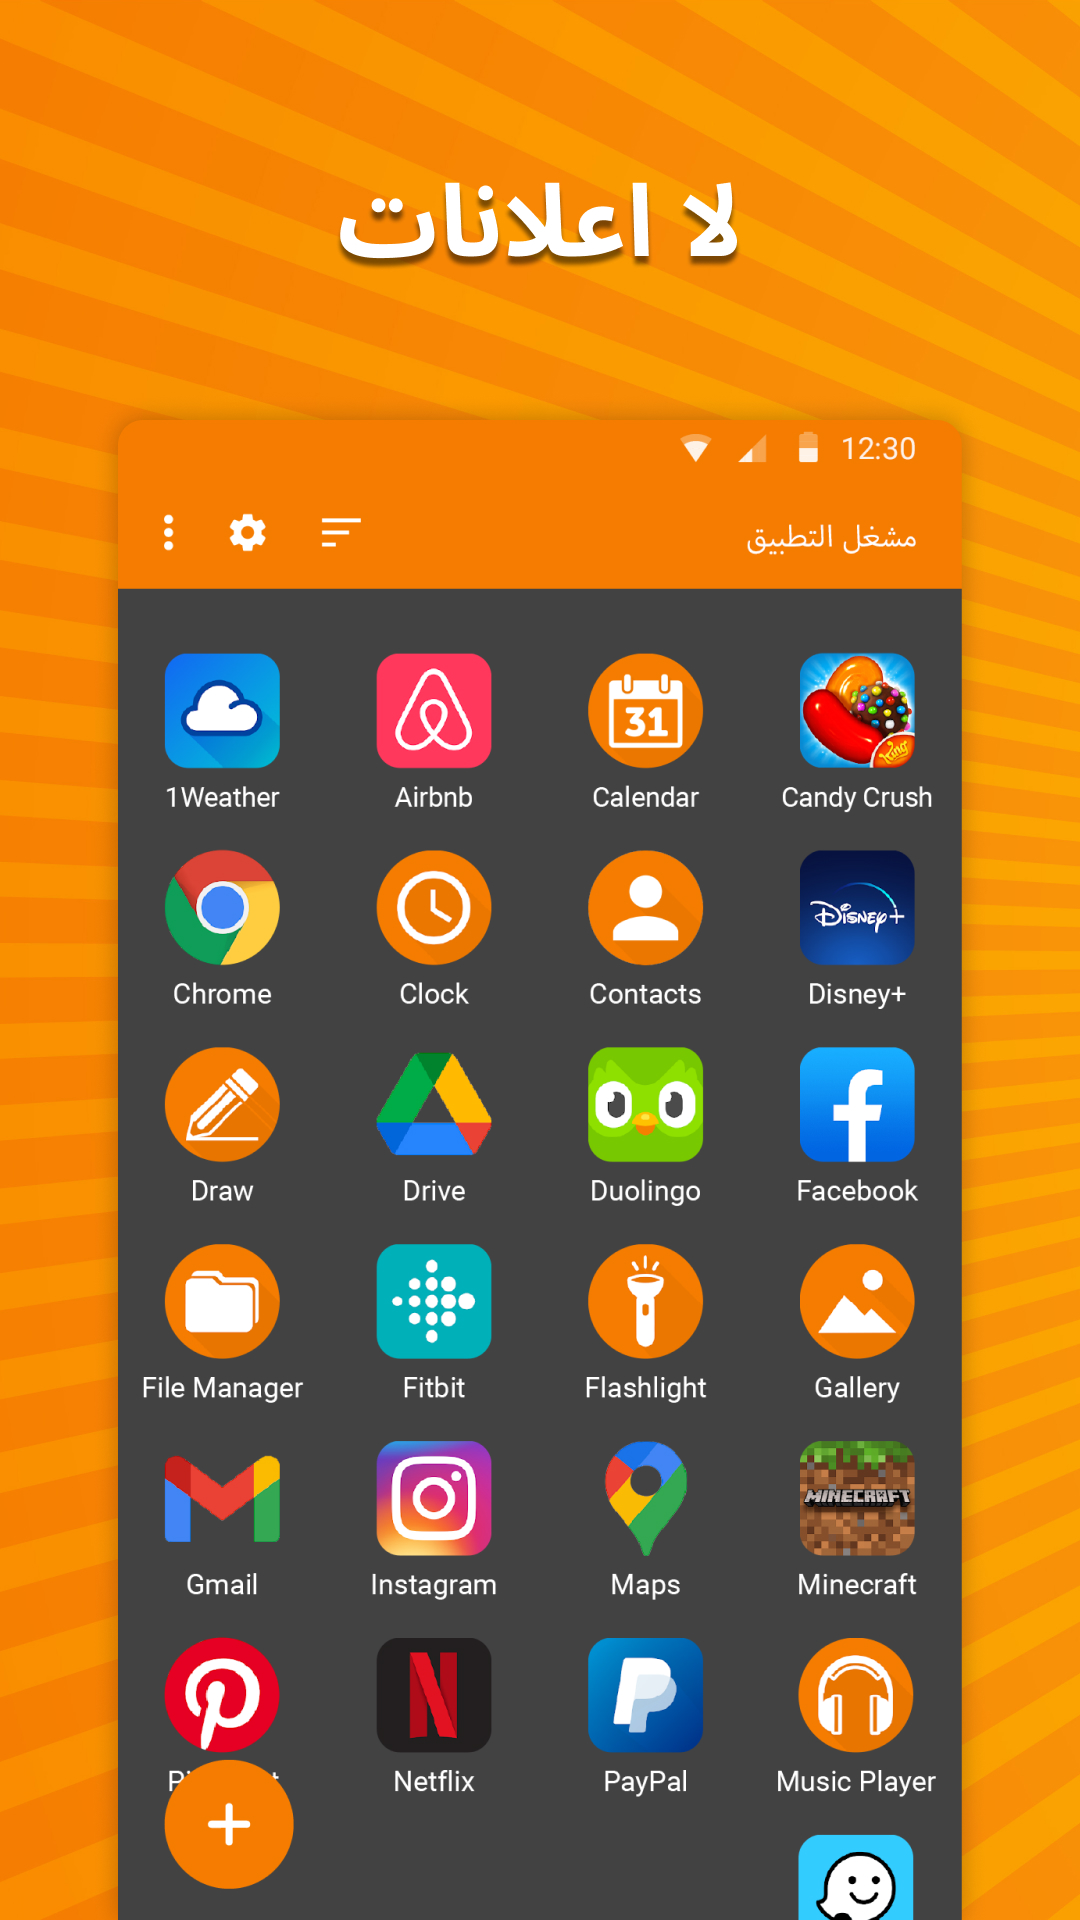 لا اعلانات
12:30
مشغل التطبيق
31
king
1Weather Airbnb Calendar Candy Crush
Disney+
Chrome Clock Contacts Disney+
Draw Drive Duolingo Facebook
File Manager Fitbit Flashlight Gallery
MINECRAFT
Gmail Instagram Maps Minecraft
Netflix PayPal Music Player